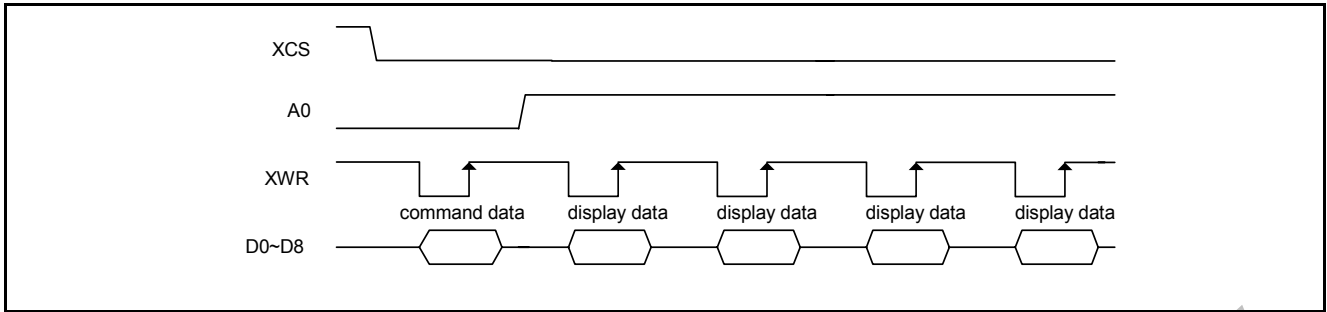 XCS
A0
XWR
command data display data display data display data display data
D0~D8